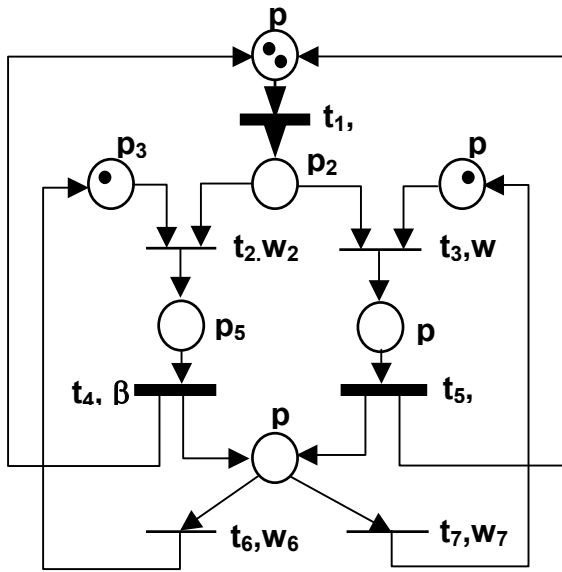 p
t₁,
p₃
p₂
p
t₂.w₂
t₃,w
p₅
p
t₄, β
t₅,
p
t₆,w₆
t₇,w₇